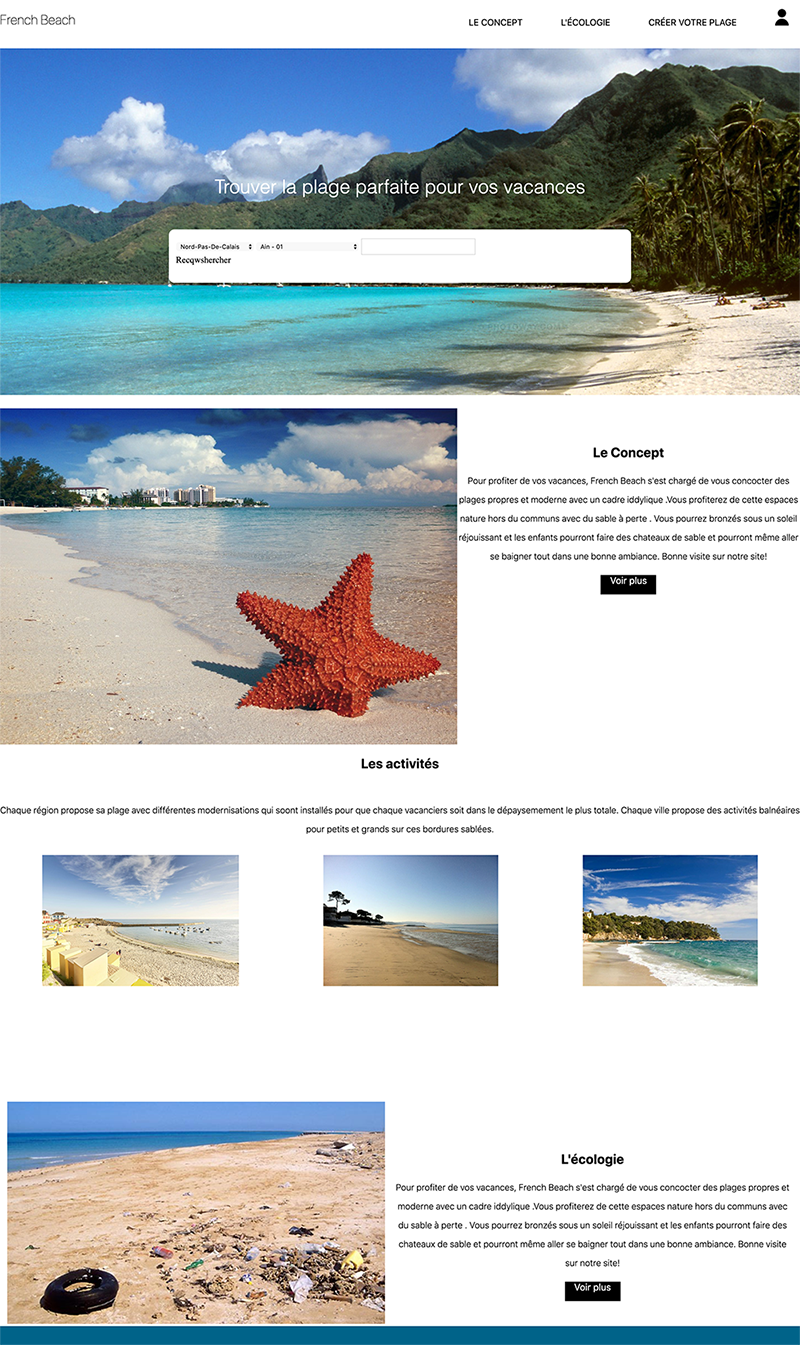 French Beach
LE CONCEPT L'ÉCOLOGIE CRÉER VOTRE PLAGE
Trouver la plage parfaite pour vos vacances
Nord-Pas-De-Calais Ain - 01
Recqwshercher
Le Concept
Pour profiter de vos vacances, French Beach s'est chargé de vous concocter des
plages propres et moderne avec un cadre iddylique .Vous profiterez de cette espaces
nature hors du communs avec du sable à perte . Vous pourrez bronzés sous un soleil
réjouissant et les enfants pourront faire des chateaux de sable et pourront même aller
se baigner tout dans une bonne ambiance. Bonne visite sur notre site!
Voir plus
Les activités
Chaque région propose sa plage avec différentes modernisations qui soont installés pour que chaque vacanciers soit dans le dépaysemement le plus totale. Chaque ville propose des activités balnéaires
pour petits et grands sur ces bordures sablées.
L'écologie
Pour profiter de vos vacances, French Beach s'est chargé de vous concocter des plages propres et
moderne avec un cadre iddylique .Vous profiterez de cette espaces nature hors du communs avec
du sable à perte . Vous pourrez bronzés sous un soleil réjouissant et les enfants pourront faire des
chateaux de sable et pourront même aller se baigner tout dans une bonne ambiance. Bonne visite
sur notre site!
Voir plus